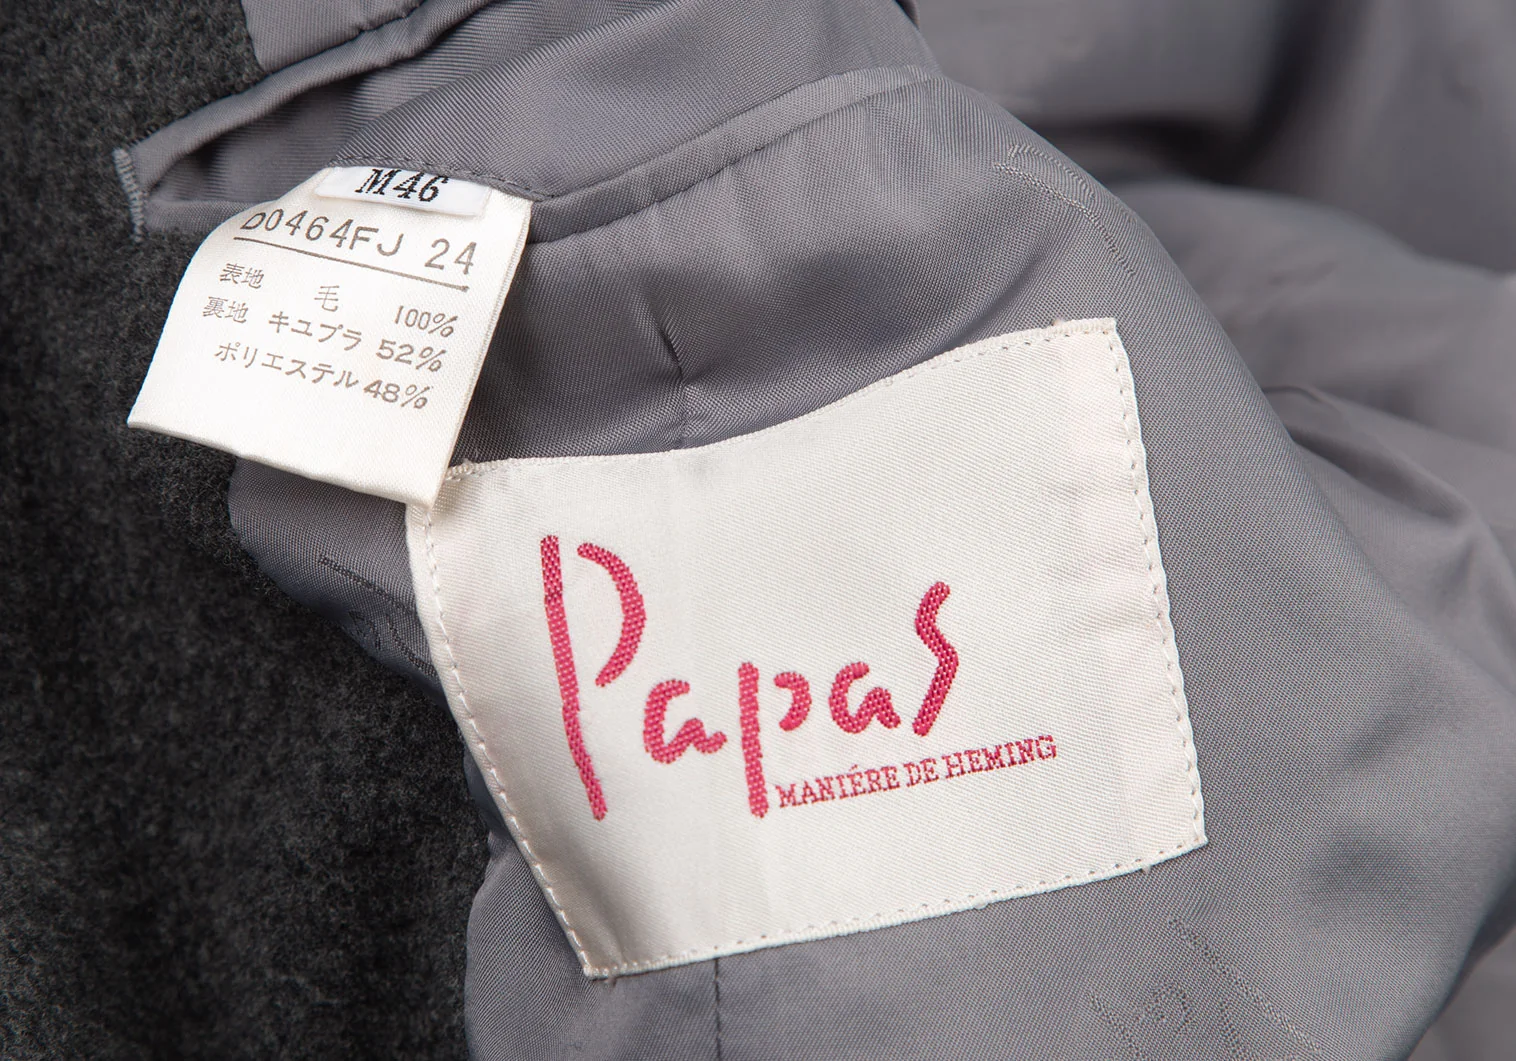 M46
D0464FJ 24
表地 毛 100%
裏地 キユプラ 52%
ポリエステル 48%
Papas
MANIÉRE DE HEMING